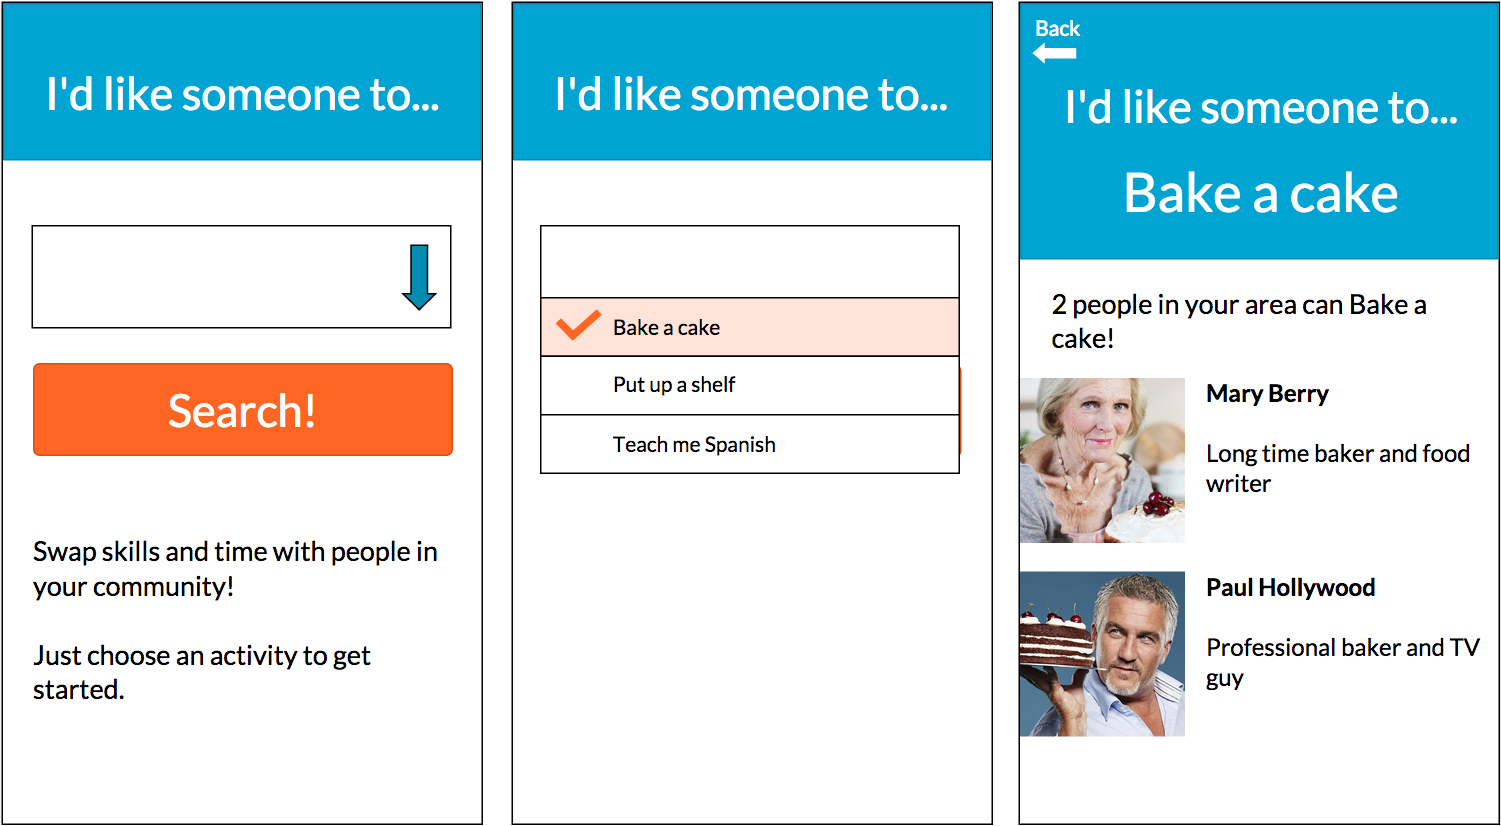 I'd like someone to...
Search!
Swap skills and time with people in
your community!
Just choose an activity to get
started.
I'd like someone to...
Bake a cake
Put up a shelf
Teach me Spanish
Back
I'd like someone to...
Bake a cake
2 people in your area can Bake a
cake!
Mary Berry
Long time baker and food
writer
Paul Hollywood
Professional baker and TV
guy